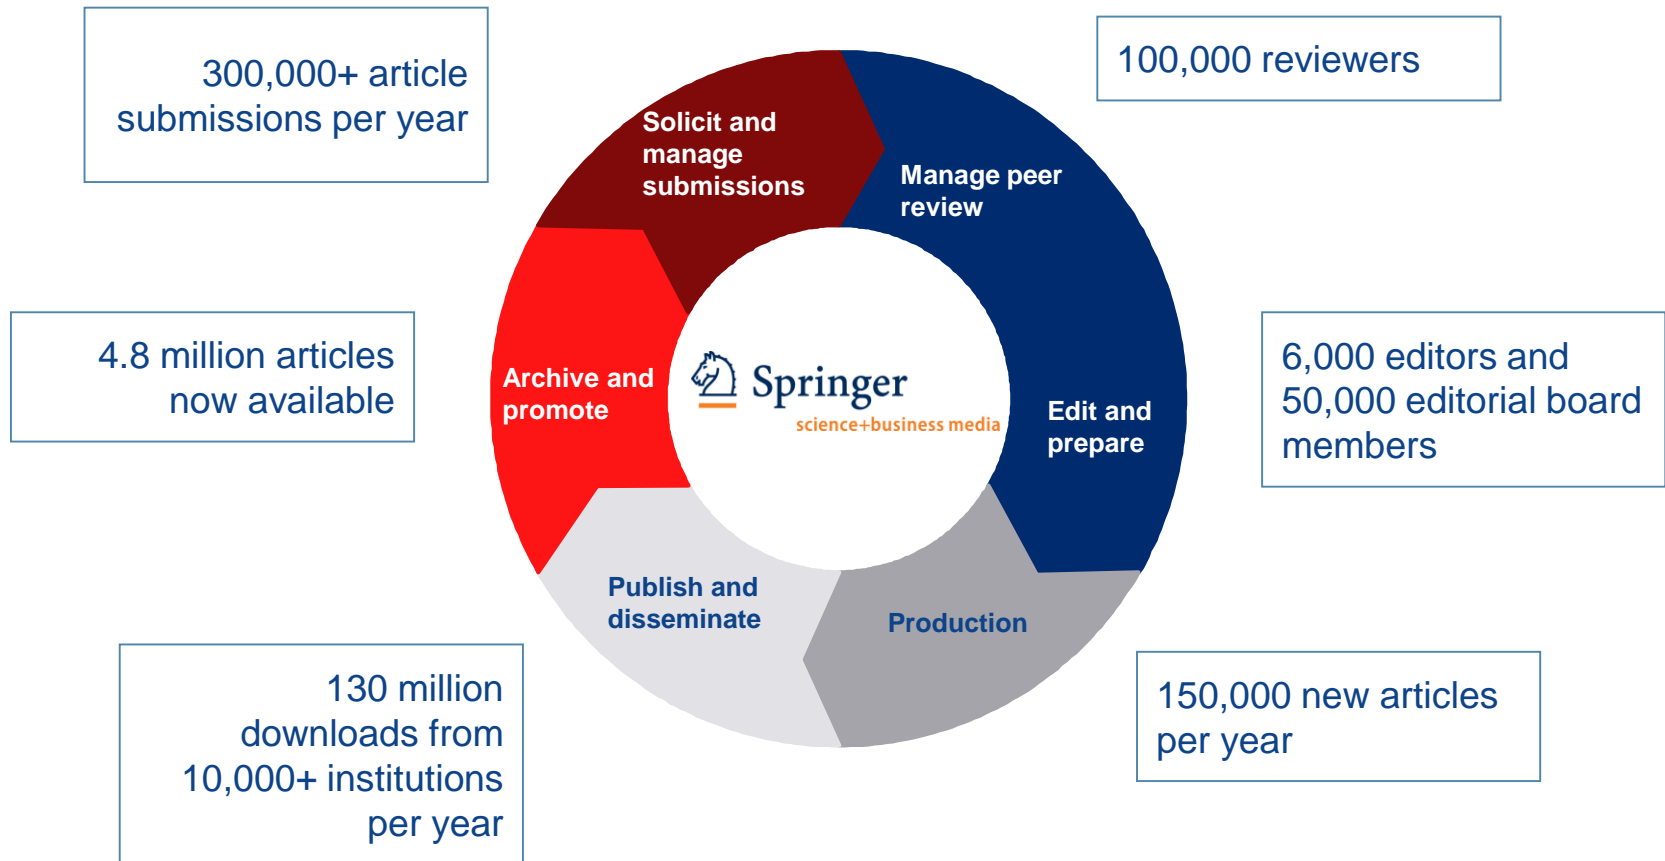 300,000+ article
submissions per year
100,000 reviewers
Solicit and
manage
submissions
Manage peer
review
4.8 million articles
now available
Archive and
promote
Springer
science+business media
Edit and
prepare
6,000 editors and
50,000 editorial board
members
Publish and
disseminate
Production
130 million
downloads from
10,000+ institutions
per year
150,000 new articles
per year